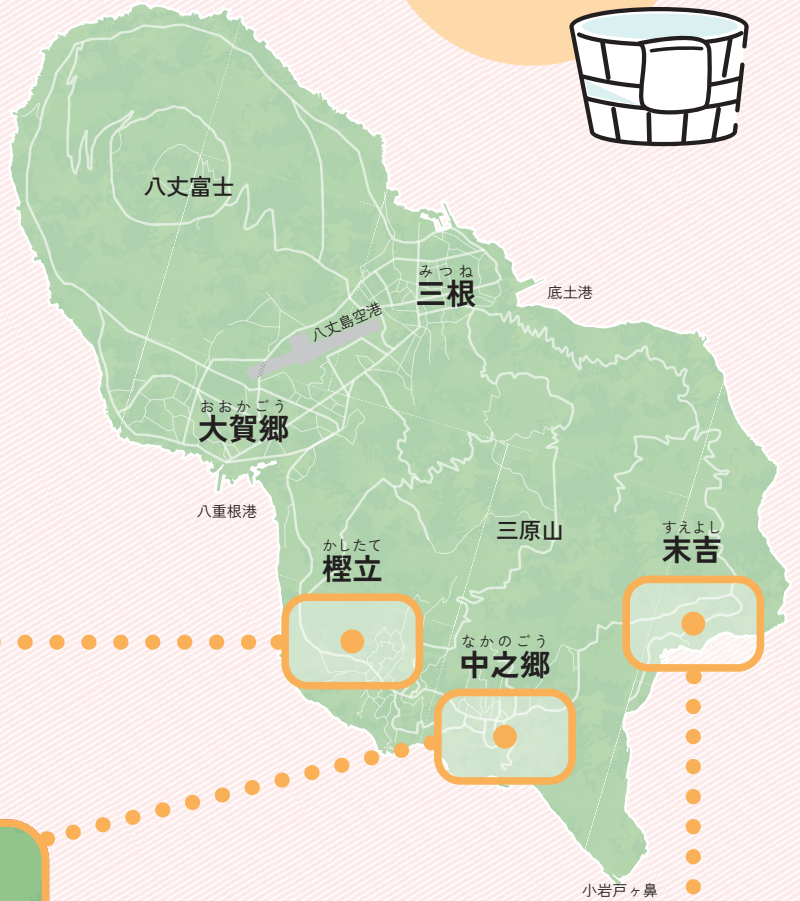 八丈富士
みつね
三根
底土港
八丈島空港
おおかごう
大賀郷
八重根港
三原山
すえよし
末吉
かしたて
樫立
なかのごう
中之郷
小岩戸ヶ鼻